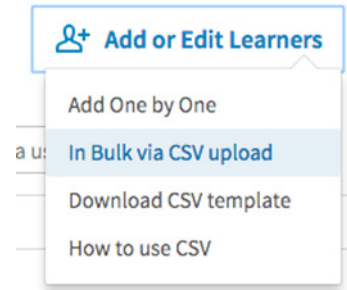 Add or Edit Learners
Add One by One
a us
In Bulk via CSV upload
Download CSV template
How to use CSV